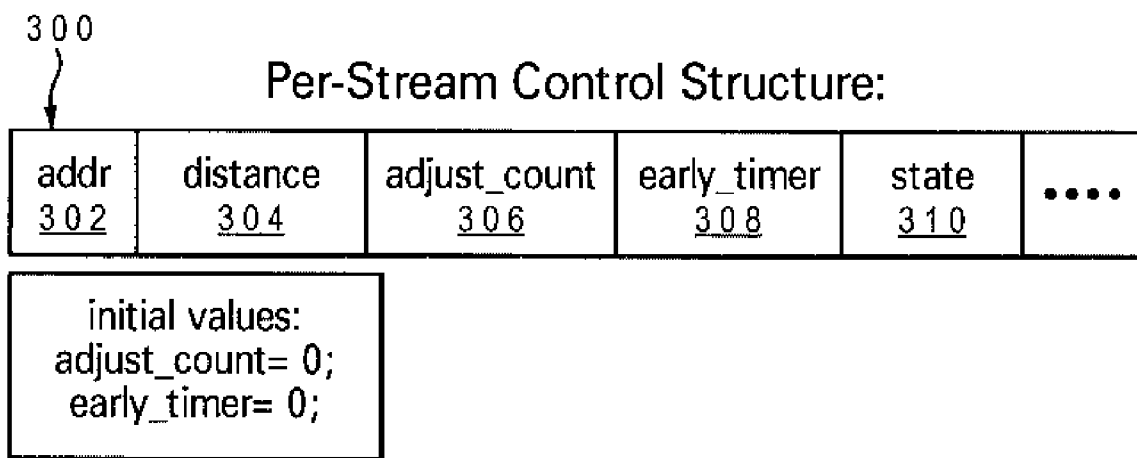 300
Per-Stream Control Structure:
addr distance adjust_count early_timer state ••••
302 304 306 308 310
initial values:
adjust_count= 0;
early_timer= 0;